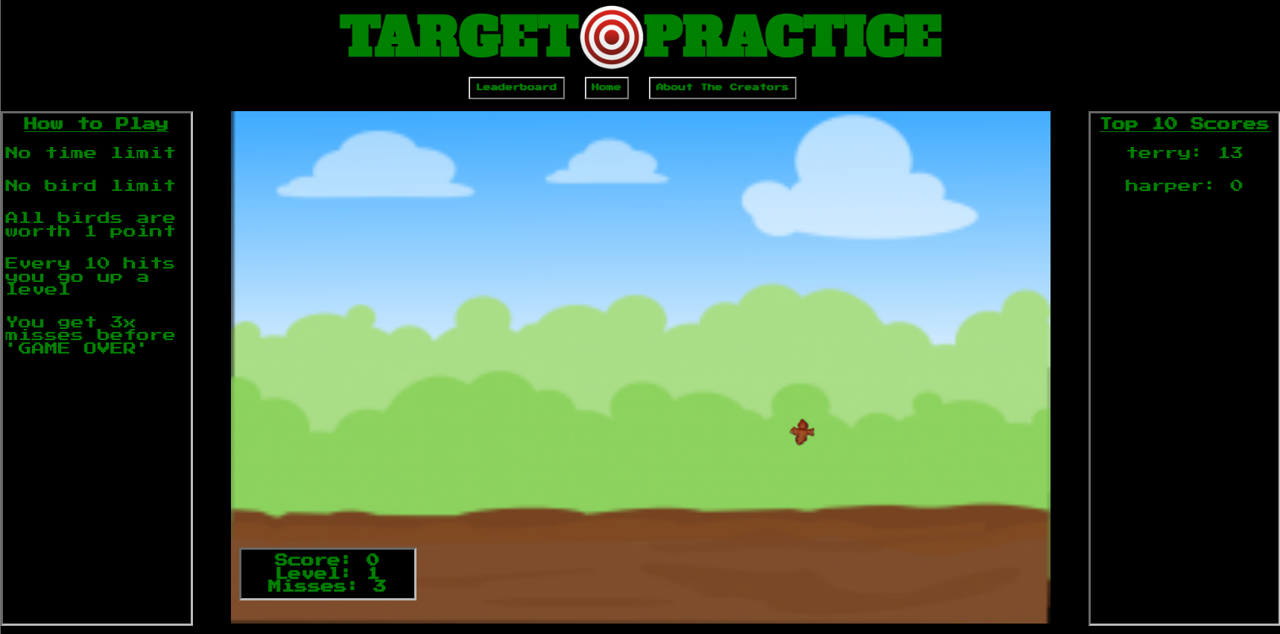 TARGET PRACTICE
Leaderboard Home About The Creators
How to Play
No time limit
No bird limit
All birds are
worth 1 point
Every 10 hits
you go up a
level
You get 3x
misses before
'GAME OVER'
Score: 0
Level: 1
Misses: 3
Top 10 Scores
terry: 13
harper: 0